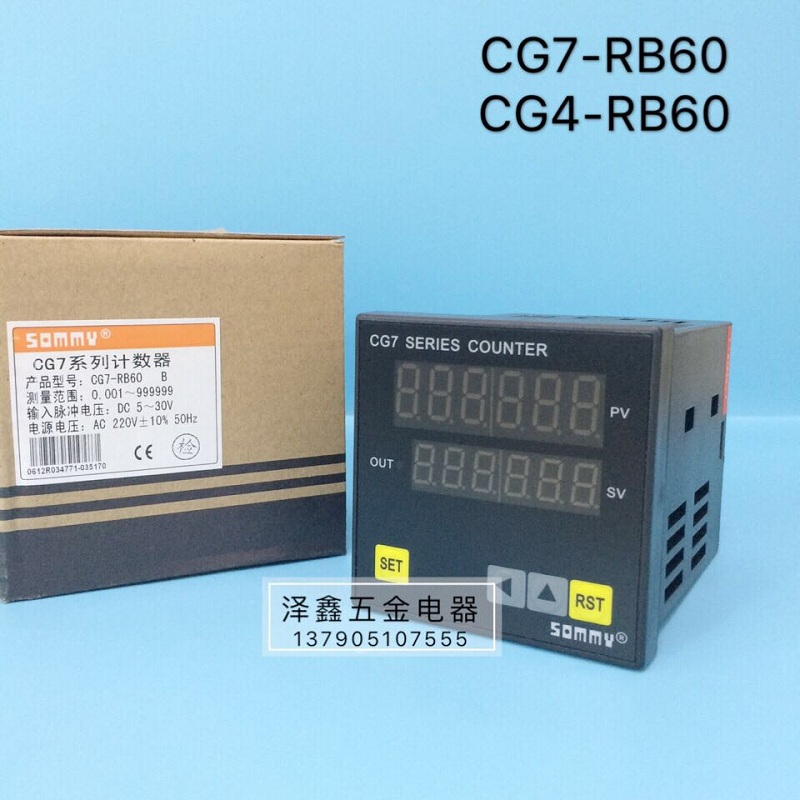 CG7-RB60
CG4-RB60
sommy®
CG7系列计数器
产品型号: CG7-RB60 B
测量范围: 0.001~999999
输入脉冲电压: DC 5~30V
电源电压: AC 220V±10% 50Hz
CE
检
0612R034771-035170
CG7 SERIES COUNTER
PV
OUT
SV
SET
RST
sommy®
泽鑫五金电器
137905107555